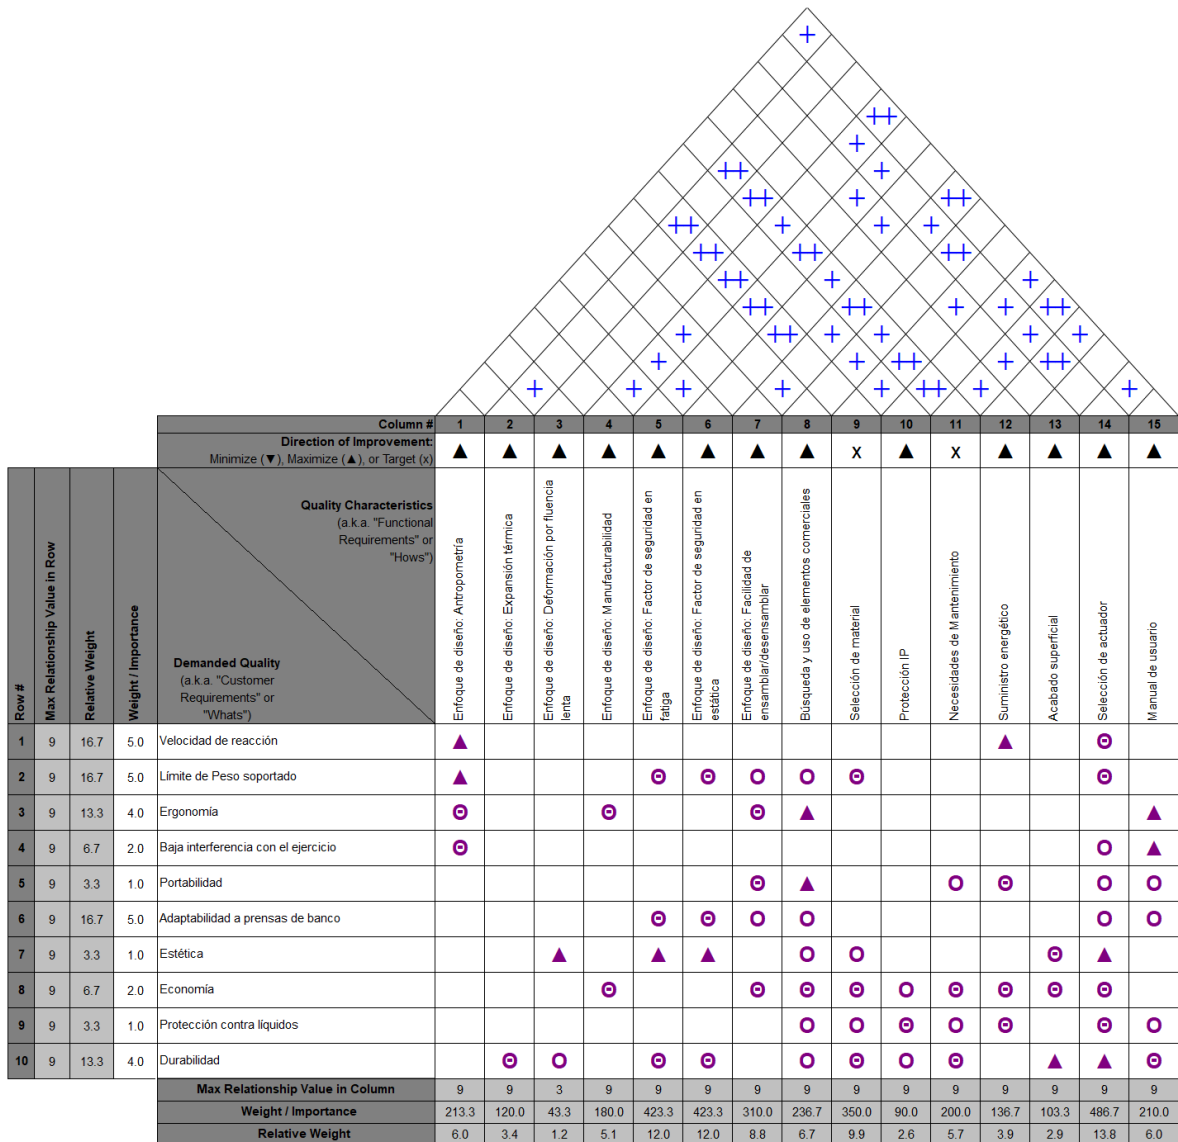 +
++
+
++ +
++ + ++
++ + + +
++ ++ ++
++ + +
++ ++ + + ++
+ ++ + + + +
+ + ++ + ++
+ + + + + ++ + +
Column # 1 2 3 4 5 6 7 8 9 10 11 12 13 14 15
Direction of Improvement:
Minimize (▼), Maximize (▲), or Target (x) ▲ ▲ ▲ ▲ ▲ ▲ ▲ ▲ x ▲ x ▲ ▲ ▲ ▲
Row #
Max Relationship Value in Row
Relative Weight
Weight / Importance
Quality Characteristics
(a.k.a. "Functional
Requirements" or
"Hows")
Demanded Quality
(a.k.a. "Customer
Requirements" or
"Whats")
Enfoque de diseño: Antropometría
Enfoque de diseño: Expansión térmica
Enfoque de diseño: Deformación por fluencia
lenta
Enfoque de diseño: Manufacturabilidad
Enfoque de diseño: Factor de seguridad en
fatiga
Enfoque de diseño: Factor de seguridad en
estática
Enfoque de diseño: Facilidad de
ensamblar/desensamblar
Búsqueda y uso de elementos comerciales
Selección de material
Protección IP
Necesidades de Mantenimiento
Suministro energético
Acabado superficial
Selección de actuador
Manual de usuario
1 9 16.7 5.0 Velocidad de reacción ▲ ▲ Θ
2 9 16.7 5.0 Límite de Peso soportado ▲ Θ Θ Ο Ο Θ Θ
3 9 13.3 4.0 Ergonomía Θ Θ Θ ▲ ▲
4 9 6.7 2.0 Baja interferencia con el ejercicio Θ Ο ▲
5 9 3.3 1.0 Portabilidad Θ ▲ Ο Θ Ο Ο
6 9 16.7 5.0 Adaptabilidad a prensas de banco Θ Θ Ο Ο Ο Ο
7 9 3.3 1.0 Estética ▲ ▲ ▲ Ο Ο Θ ▲
8 9 6.7 2.0 Economía Θ Θ Θ Θ Ο Θ Θ Θ Θ
9 9 3.3 1.0 Protección contra líquidos Ο Ο Θ Ο Θ Θ Ο
10 9 13.3 4.0 Durabilidad Θ Ο Θ Θ Ο Θ Ο Θ ▲ ▲ Θ
Max Relationship Value in Column 9 9 3 9 9 9 9 9 9 9 9 9 9 9 9
Weight / Importance 213.3 120.0 43.3 180.0 423.3 423.3 310.0 236.7 350.0 90.0 200.0 136.7 103.3 486.7 210.0
Relative Weight 6.0 3.4 1.2 5.1 12.0 12.0 8.8 6.7 9.9 2.6 5.7 3.9 2.9 13.8 6.0